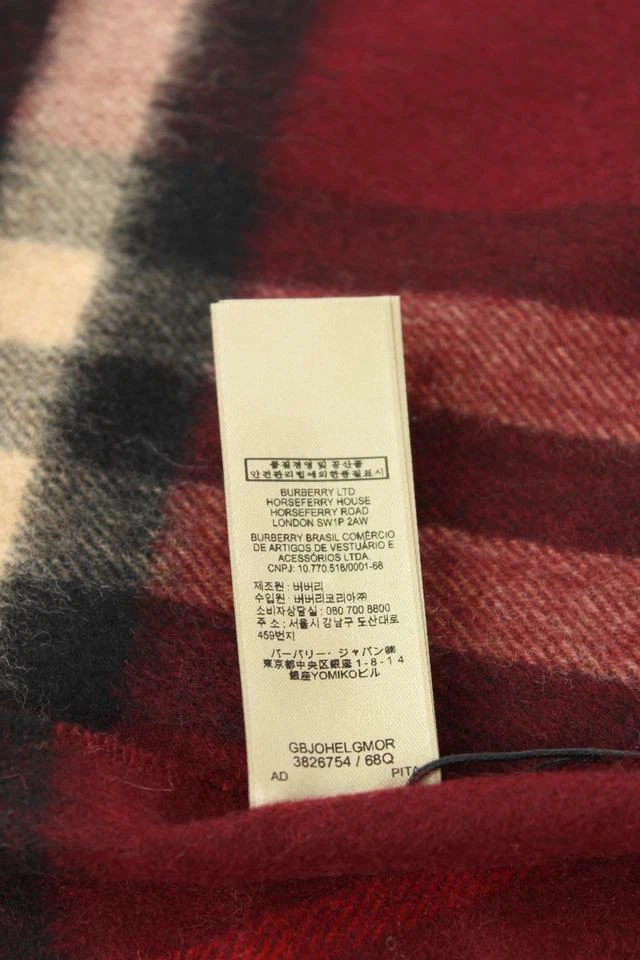 품질경영 및 공산품
안전관리법에의한품질표시
BURBERRY LTD
HORSEFERRY HOUSE
HORSEFERRY ROAD
LONDON SW1P 2AW
BURBERRY BRASIL COMÉRCIO
DE ARTIGOS DE VESTUÁRIO E
ACESSÓRIOS LTDA.
CNPJ: 10.770.518/0001-68
제조원 : 버버리
수입원 : 버버리코리아㈜
소비자상담실 : 080 700 8800
주 소 : 서울시 강남구 도산대로
459번지
バーバリー・ジャパン㈱
東京都中央区銀座 1-8-14
銀座YOMIKOビル
GBJOHELGMOR
3826754 / 68Q
AD PITA